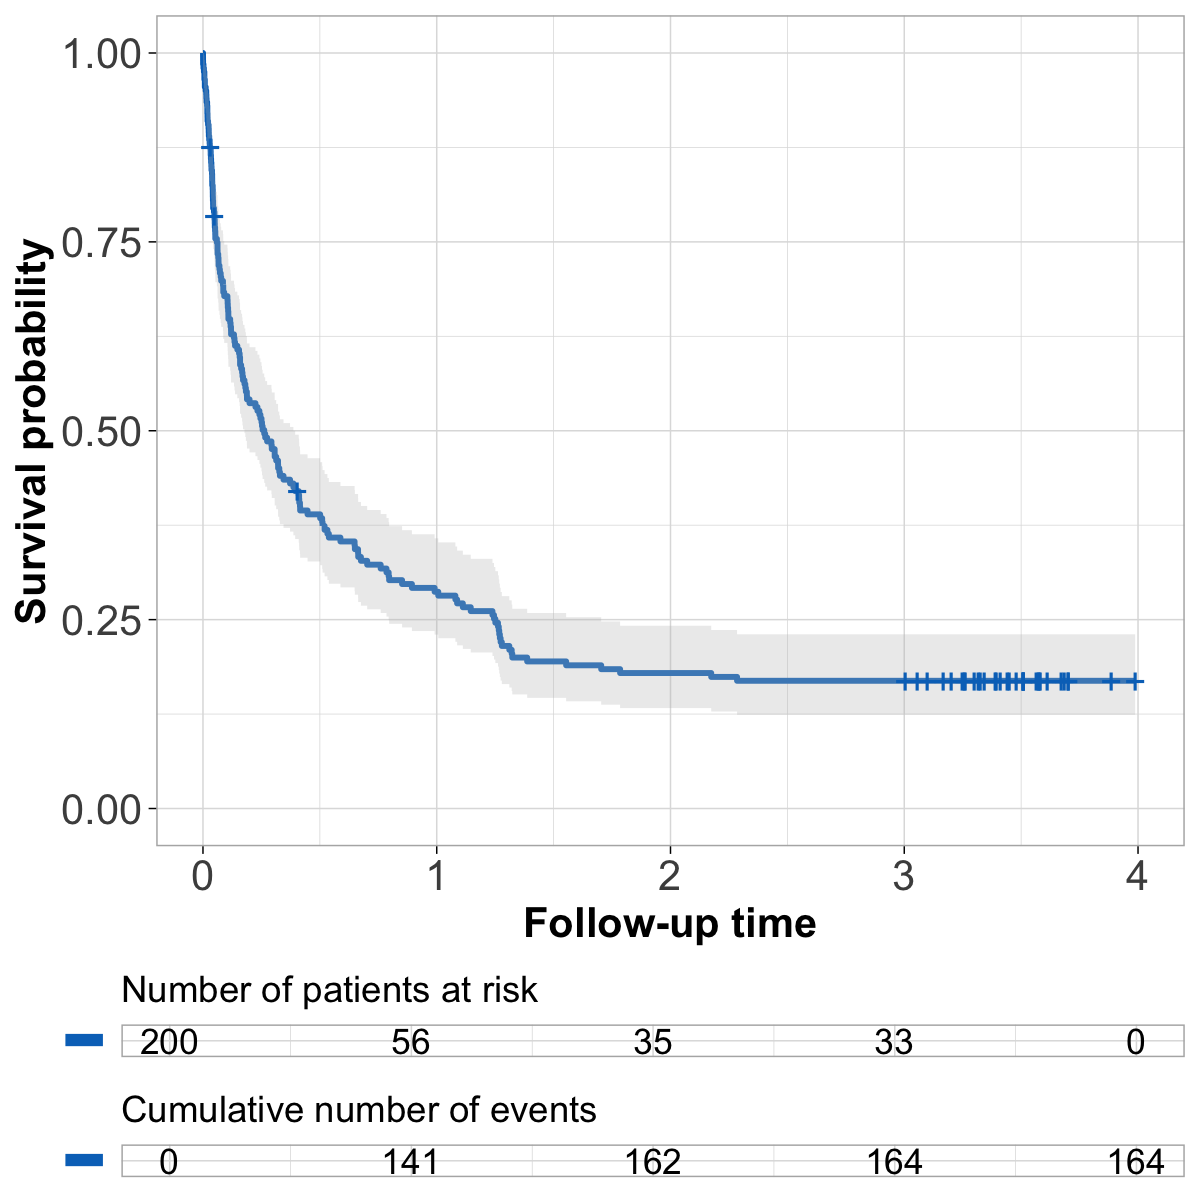 Survival probability
1.00
0.75
0.50
0.25
0.00
0 1 2 3 4
Follow-up time
Number of patients at risk
200 56 35 33 0
Cumulative number of events
0 141 162 164 164